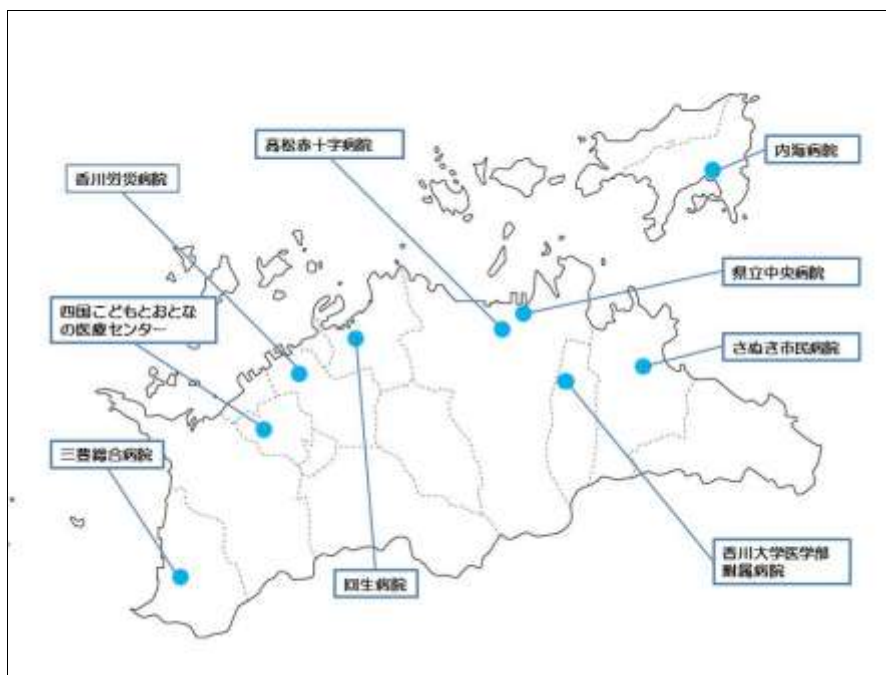 高松赤十字病院
内海病院
香川労災病院
県立中央病院
四国こどもとおとな
の医療センター
さぬき市民病院
三豊総合病院
香川大学医学部
附属病院
回生病院